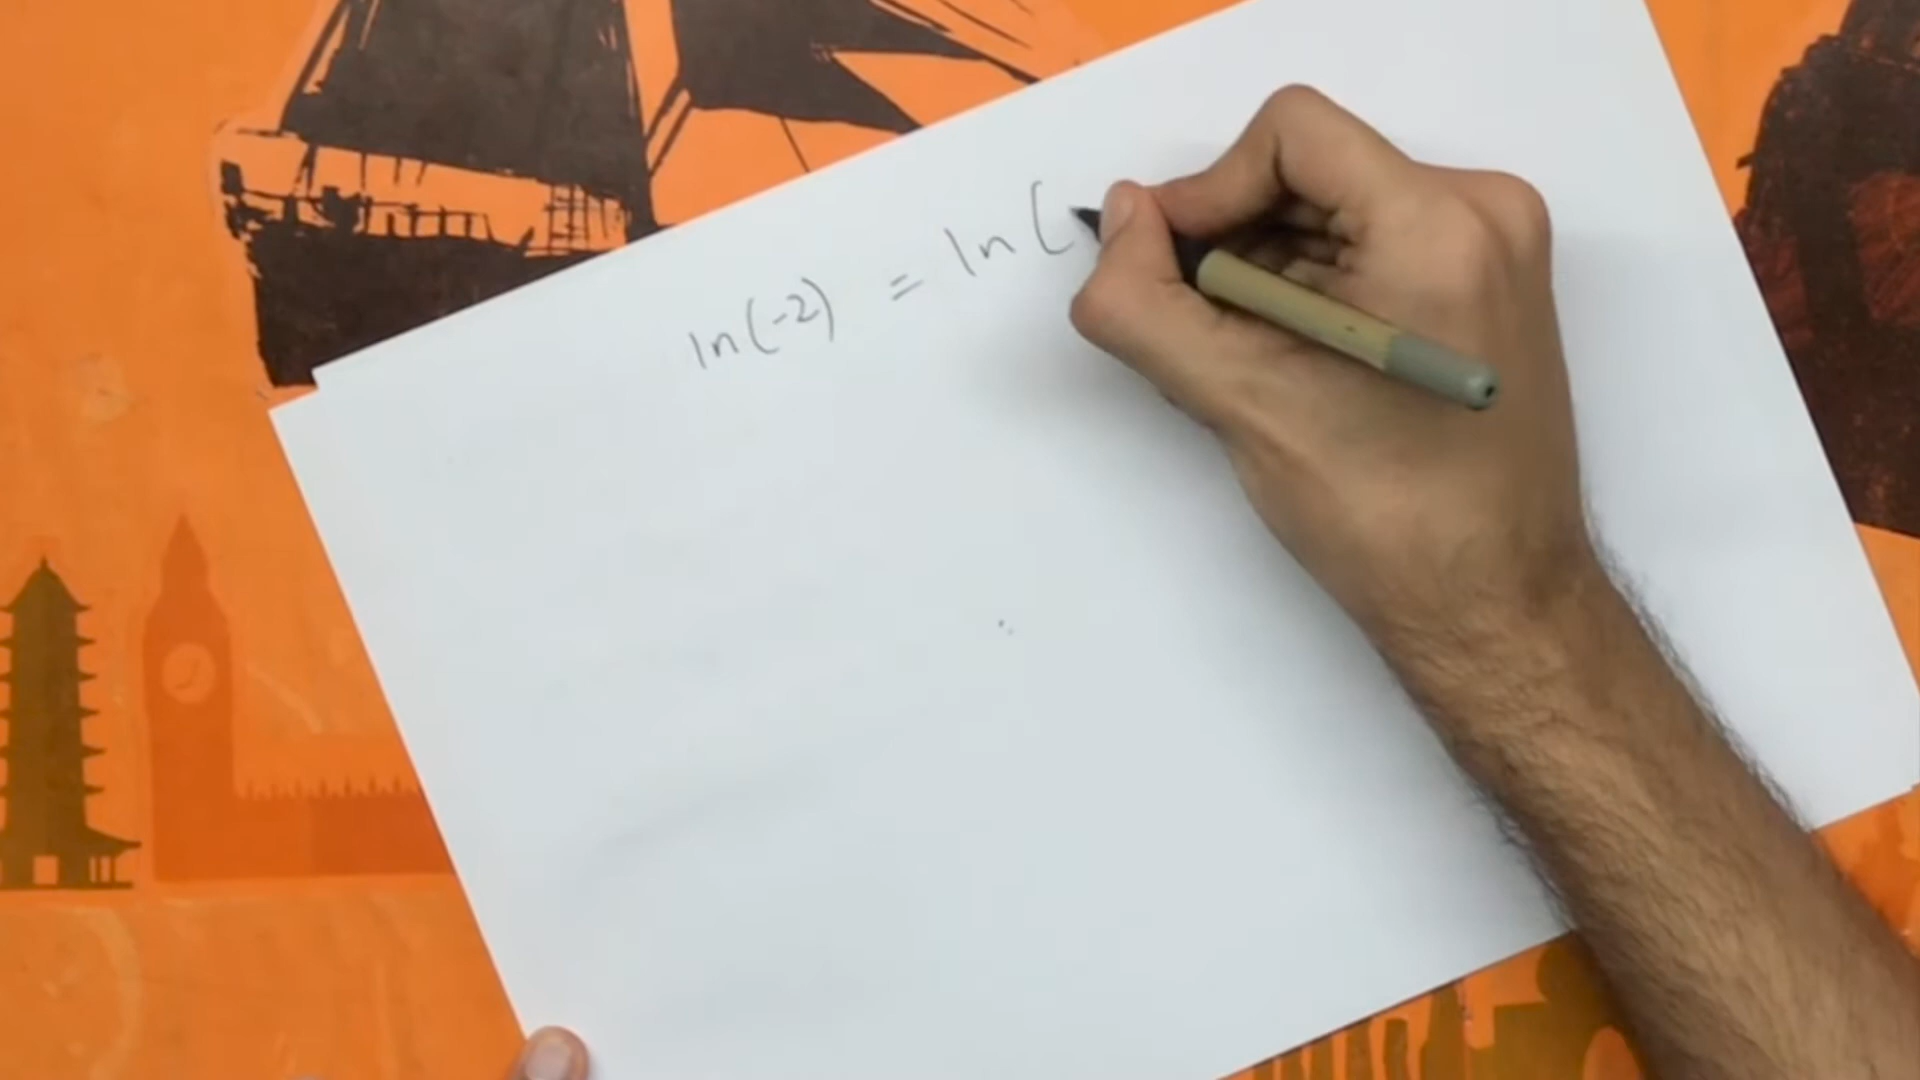 ln(-2) = ln(